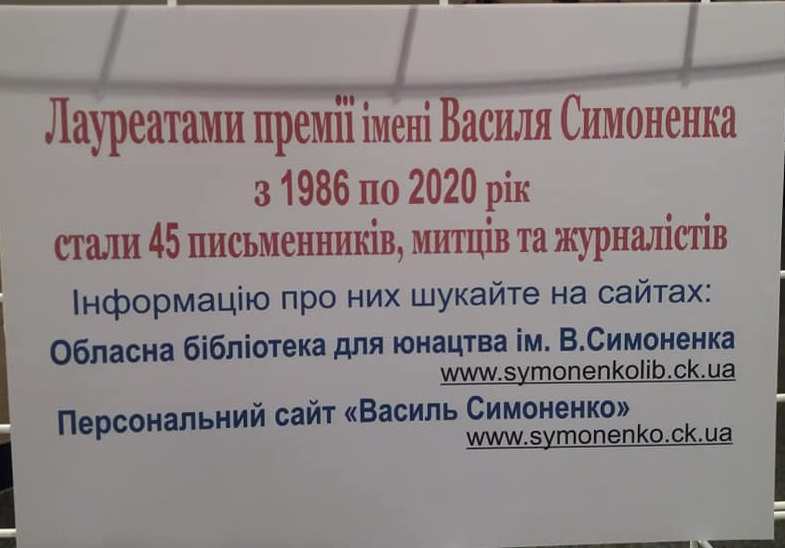 Лауреатами премії імені Василя Симоненка
з 1986 по 2020 рік
стали 45 письменників, митців та журналістів
Інформацію про них шукайте на сайтах:
Обласна бібліотека для юнацтва ім. В.Симоненка
www.symonenkolib.ck.ua
Персональний сайт «Василь Симоненко»
www.symonenko.ck.ua